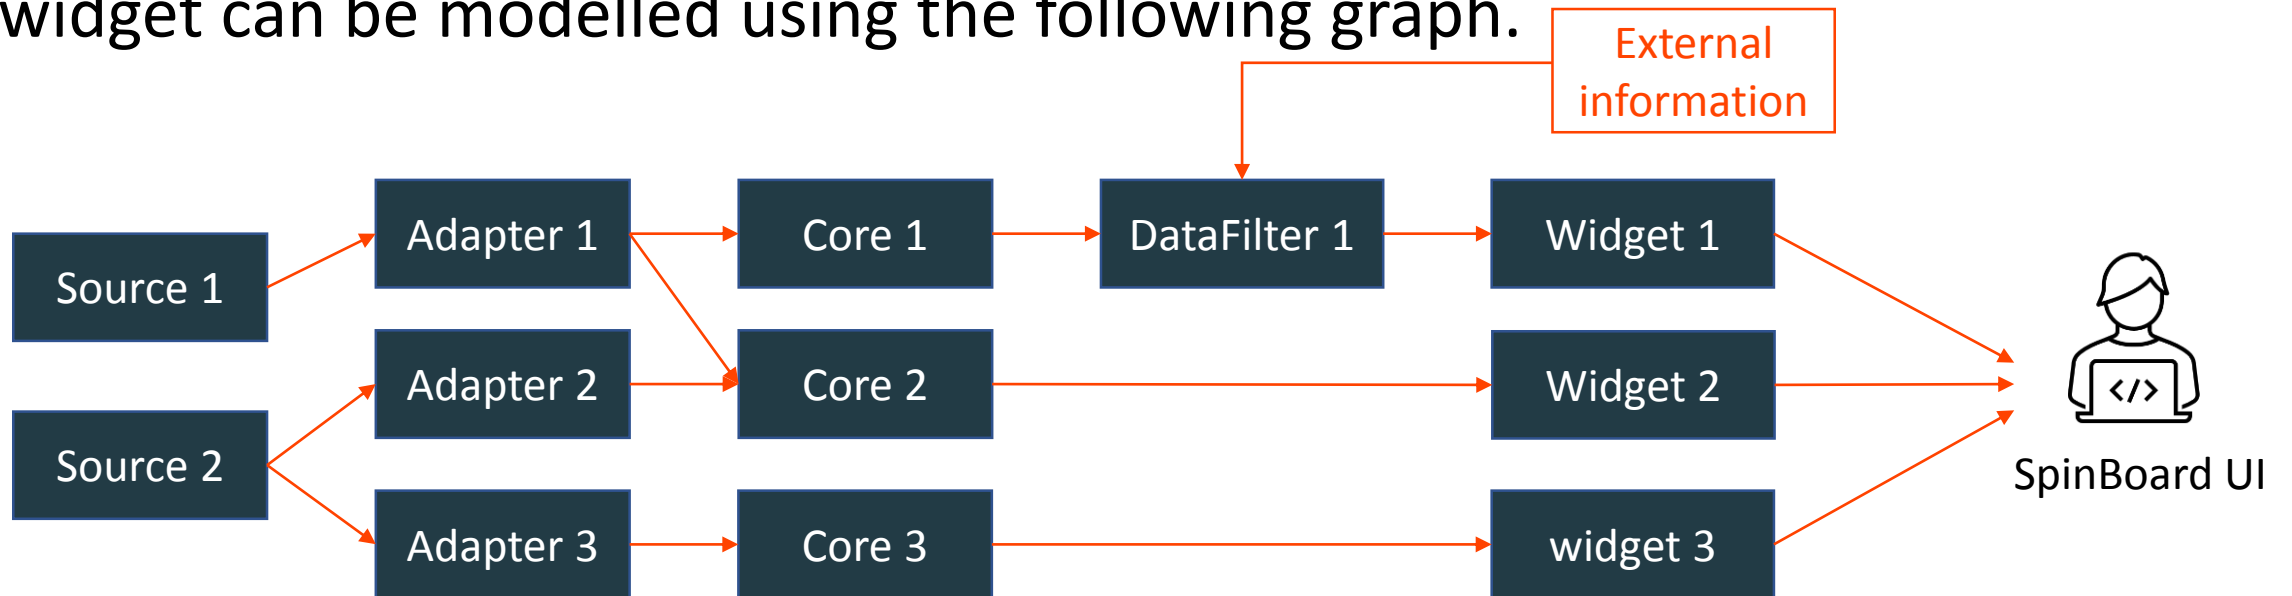 widget can be modelled using the following graph.
External
information
Adapter 1
Core 1
DataFilter 1
Widget 1
Source 1
Adapter 2
Core 2
Widget 2
</>
Source 2
SpinBoard UI
Adapter 3
Core 3
widget 3